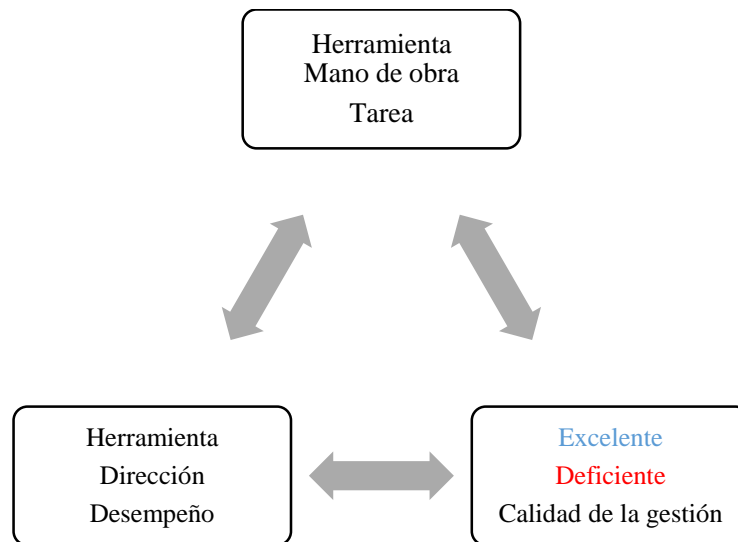 Herramienta
Mano de obra
Tarea
Herramienta
Dirección
Desempeño
Excelente
Deficiente
Calidad de la gestión